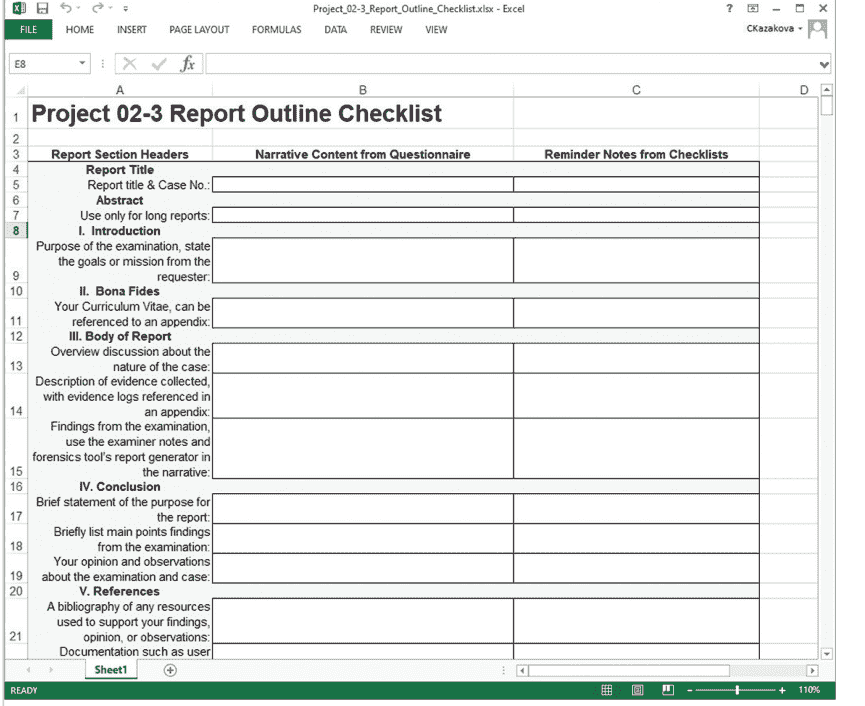 Project_02-3_Report_Outline_Checklist.xlsx - Excel
FILE HOME INSERT PAGE LAYOUT FORMULAS DATA REVIEW VIEW CKazakova
E8 fx
A B C D
1 Project 02-3 Report Outline Checklist
2
3 Report Section Headers Narrative Content from Questionnaire Reminder Notes from Checklists
4 Report Title
5 Report title & Case No.:
6 Abstract
7 Use only for long reports:
8 I. Introduction
Purpose of the examination, state
the goals or mission from the
9 requester:
10 II. Bona Fides
Your Curriculum Vitae, can be
11 referenced to an appendix:
12 III. Body of Report
Overview discussion about the
13 nature of the case:
Description of evidence collected,
with evidence logs referenced in
14 an appendix:
Findings from the examination,
use the examiner notes and
forensics tool's report generator in
15 the narrative:
16 IV. Conclusion
Brief statement of the purpose for
17 the report:
Briefly list main points findings
18 from the examination:
Your opinion and observations
19 about the examination and case:
20 V. References
A bibliography of any resources
used to support your findings,
21 opinion, or observations:
Documentation such as user
Sheet1
READY 110%